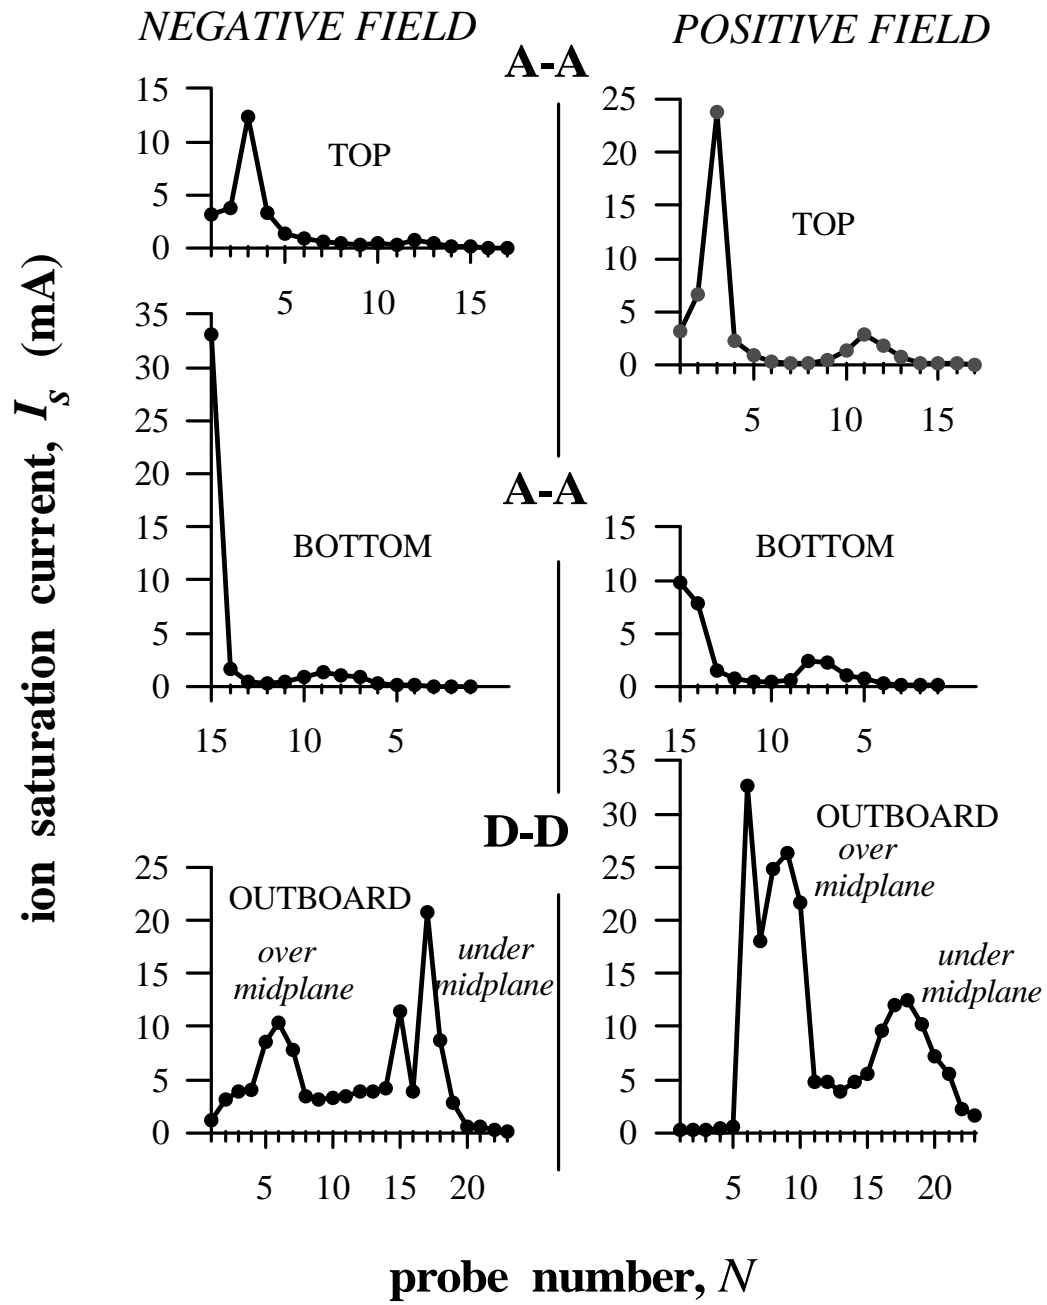 NEGATIVE FIELD
POSITIVE FIELD
A-A
15
10
5
0
TOP
5 10 15
25
20
15
10
5
0
TOP
5 10 15
A-A
35
30
25
20
15
10
5
0
BOTTOM
15 10 5
15
10
5
0
BOTTOM
15 10 5
D-D
25
20
15
10
5
0
OUTBOARD
over
midplane
under
midplane
5 10 15 20
35
30
25
20
15
10
5
0
OUTBOARD
over
midplane
under
midplane
5 10 15 20
ion saturation current, I_s (mA)
probe number, N